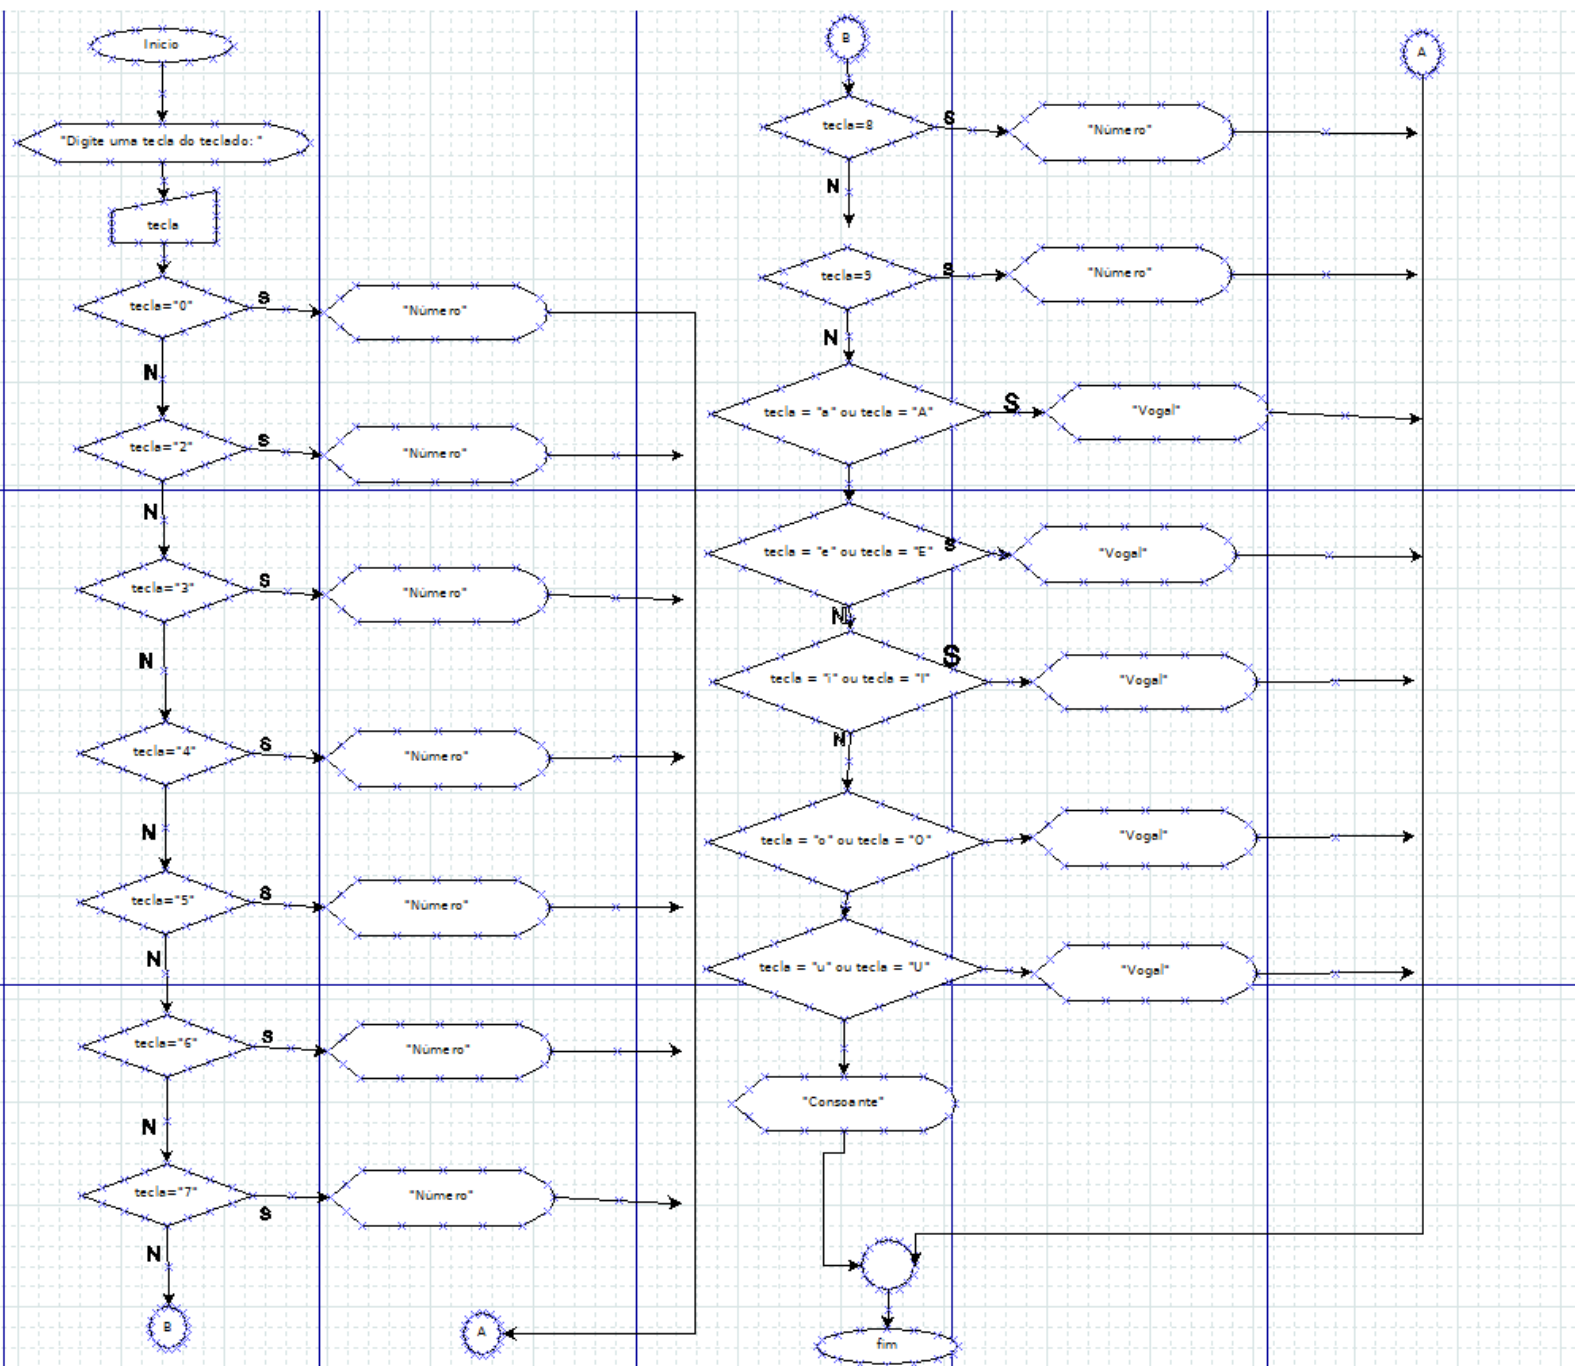 Inicio
"Digite uma tecla do teclado: "
tecla
tecla="0"
S
"Número"
N
tecla="2"
S
"Número"
N
tecla="3"
S
"Número"
N
tecla="4"
S
"Número"
N
tecla="5"
S
"Número"
N
tecla="6"
S
"Número"
N
tecla="7"
S
"Número"
N
B
A
B
tecla=8
S
"Número"
N
tecla=9
S
"Número"
N
tecla = "a" ou tecla = "A"
S
"Vogal"
tecla = "e" ou tecla = "E"
S
"Vogal"
N
tecla = "i" ou tecla = "I"
S
"Vogal"
N
tecla = "o" ou tecla = "O"
"Vogal"
tecla = "u" ou tecla = "U"
"Vogal"
"Consoante"
fim
A